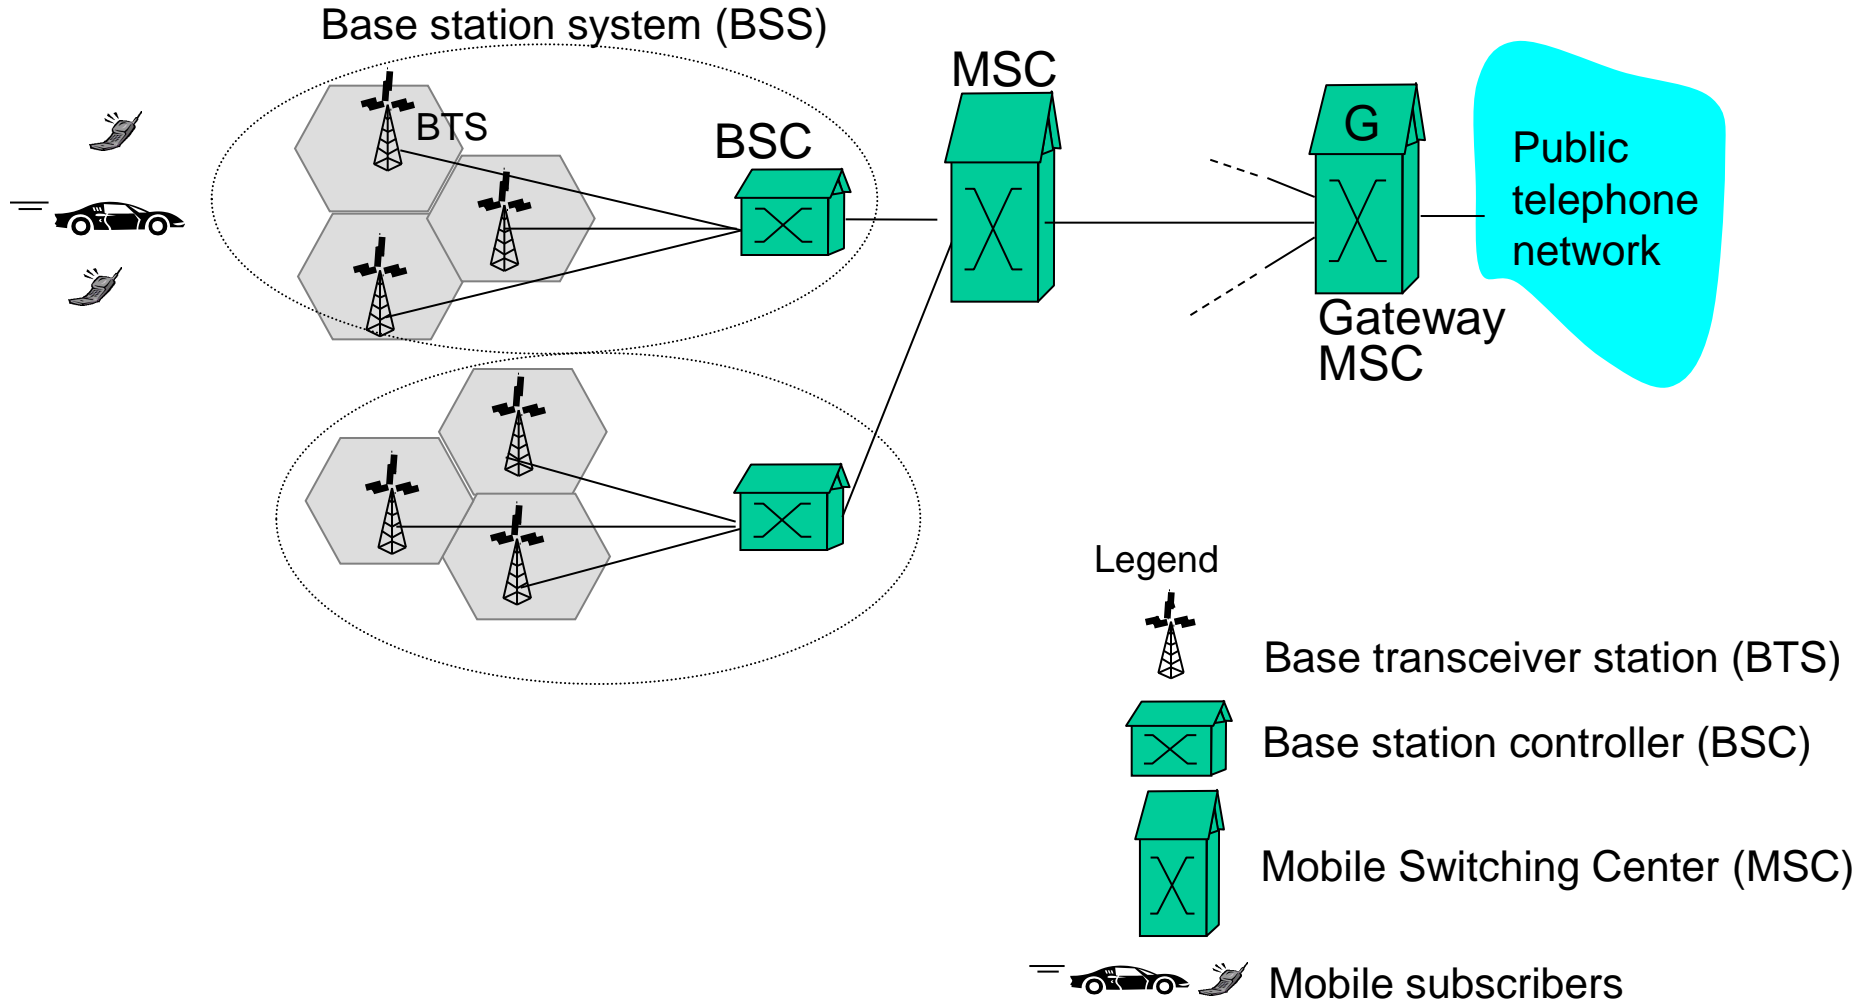 Base station system (BSS)
MSC
BTS
BSC
G
Public
telephone
network
Gateway
MSC
Legend
Base transceiver station (BTS)
Base station controller (BSC)
Mobile Switching Center (MSC)
Mobile subscribers